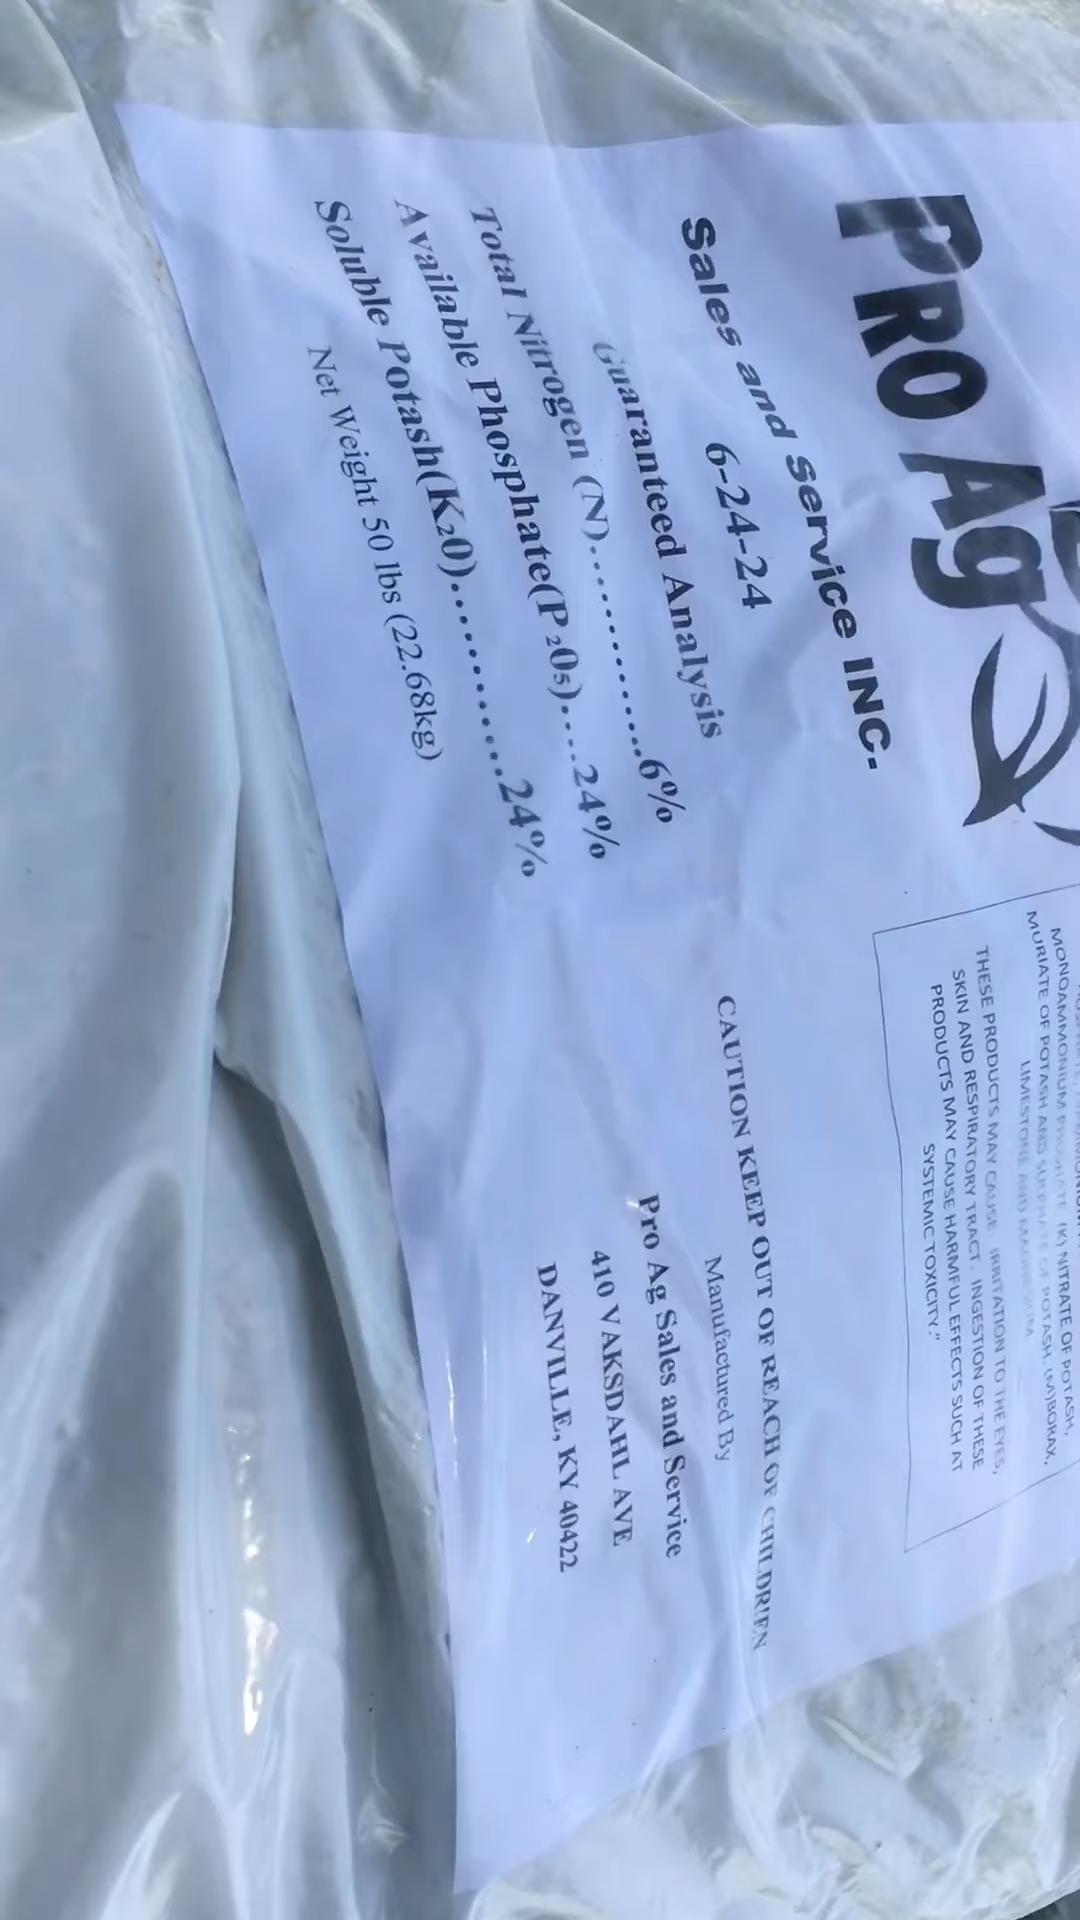 PRO Ag
Sales and Service INC.
6-24-24
Guaranteed Analysis
Total Nitrogen (N)..............6%
Available Phosphate(P₂0₅)....24%
Soluble Potash(K₂0)............24%
Net Weight 50 lbs (22.68kg)
MONOAMMONIUM PHOSPHATE (K) NITRATE OF POTASH,
MURIATE OF POTASH AND SULPHATE OF POTASH, (M)BORAX,
LIMESTONE AND
THESE PRODUCTS MAY CAUSE IRRITATION TO THE EYES,
SKIN AND RESPIRATORY TRACT. INGESTION OF THESE
PRODUCTS MAY CAUSE HARMFUL EFFECTS SUCH AT
SYSTEMIC TOXICITY."
CAUTION KEEP OUT OF REACH OF CHILDREN
Manufactured By
Pro Ag Sales and Service
410 VAKSDAHL AVE
DANVILLE, KY 40422